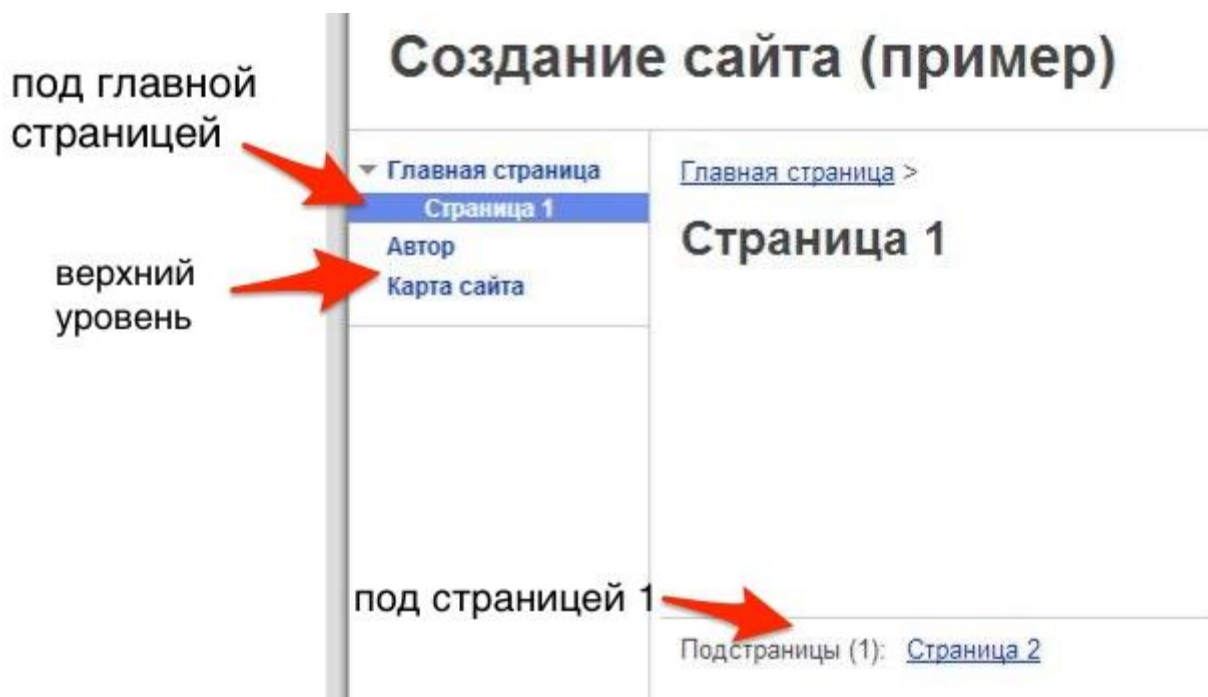 Создание сайта (пример)
под главной
страницей
Главная страница
Страница 1
Автор
Карта сайта
верхний
уровень
Главная страница >
Страница 1
под страницей 1
Подстраницы (1): Страница 2